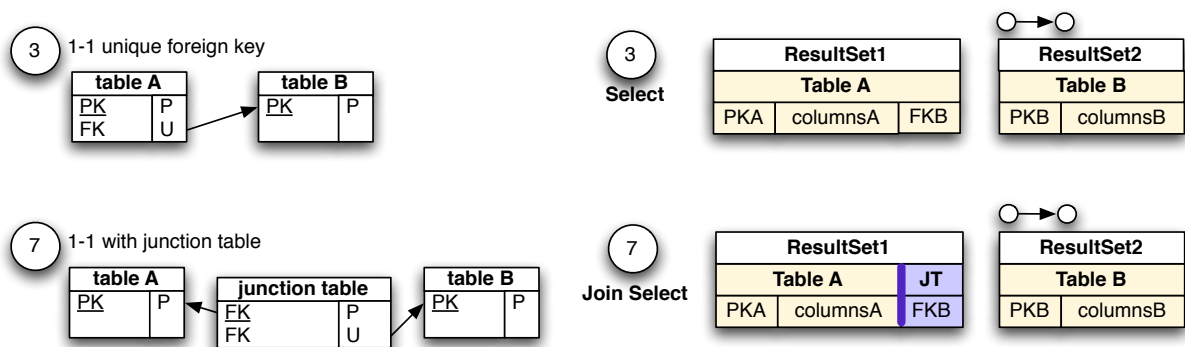 3 1-1 unique foreign key
table A
PK P
FK U
table B
PK P
3
Select
ResultSet1
Table A
PKA columnsA FKB
ResultSet2
Table B
PKB columnsB
7 1-1 with junction table
table A
PK P
junction table
FK P
FK U
table B
PK P
7
Join Select
ResultSet1
Table A JT
PKA columnsA FKB
ResultSet2
Table B
PKB columnsB